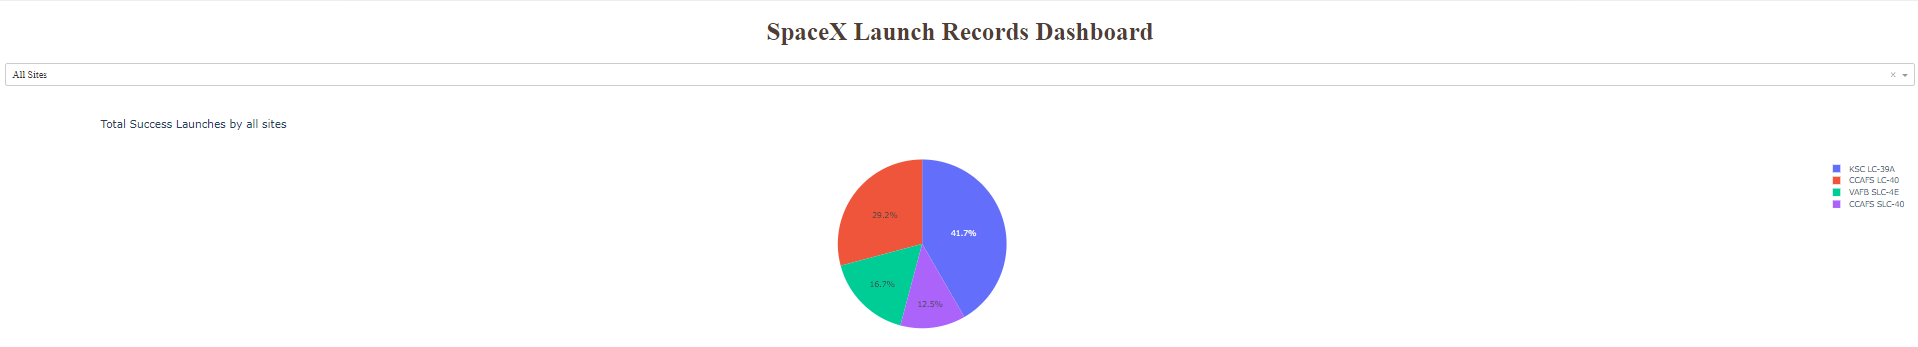 SpaceX Launch Records Dashboard
All Sites
Total Success Launches by all sites
KSC LC-39A
CCAFS LC-40
VAFB SLC-4E
CCAFS SLC-40
29.2%
41.7%
16.7%
12.5%